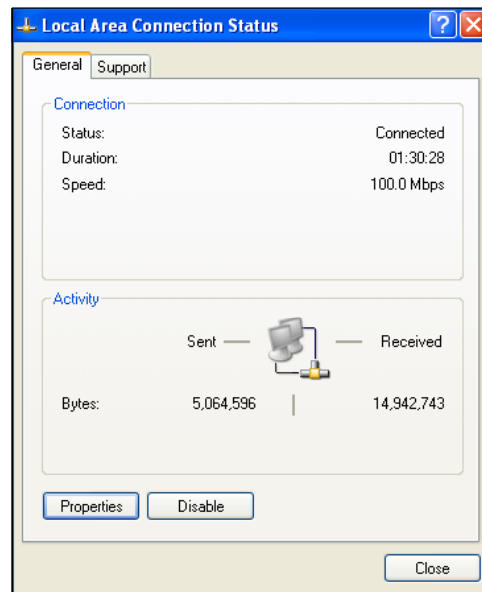 Local Area Connection Status
General Support
Connection
Status: Connected
Duration: 01:30:28
Speed: 100.0 Mbps
Activity
Sent Received
Bytes: 5,064,596 14,942,743
Properties Disable
Close